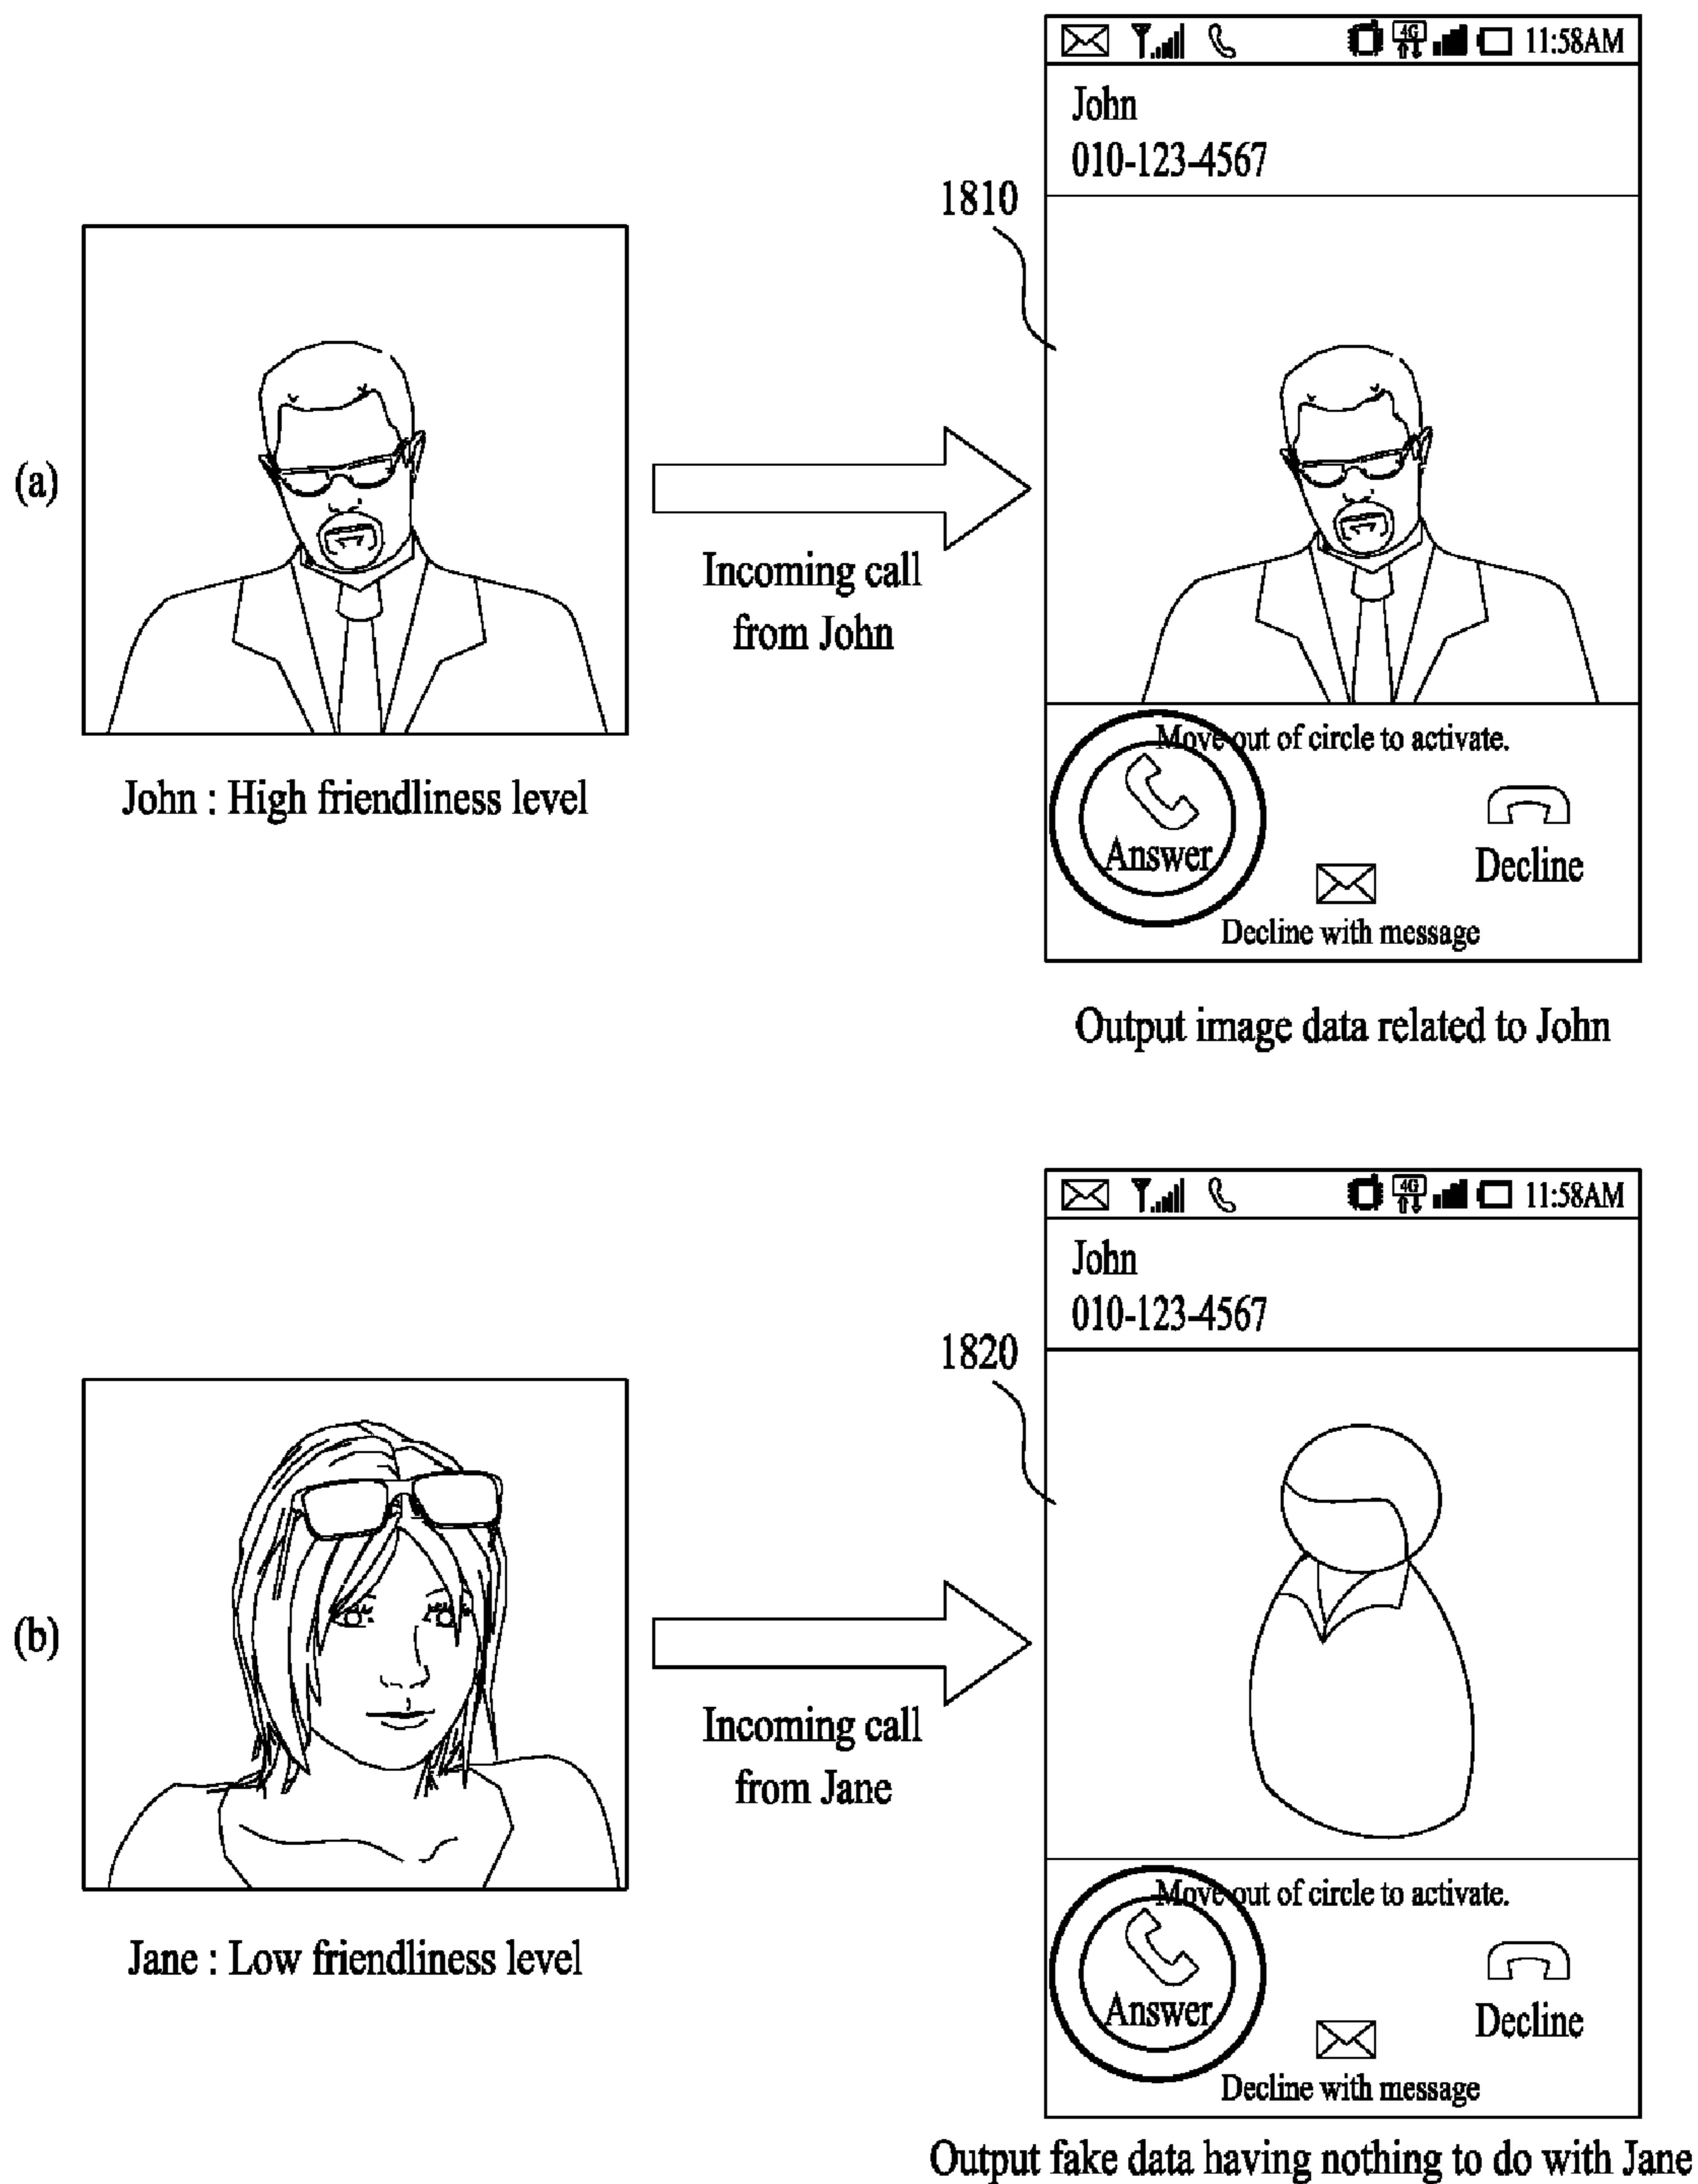 4G 11:58AM
John
010-123-4567
1810
(a)
Incoming call
from John
John : High friendliness level
Move out of circle to activate.
Answer
Decline
Decline with message
Output image data related to John
4G 11:58AM
John
010-123-4567
1820
(b)
Incoming call
from Jane
Jane : Low friendliness level
Move out of circle to activate.
Answer
Decline
Decline with message
Output fake data having nothing to do with Jane